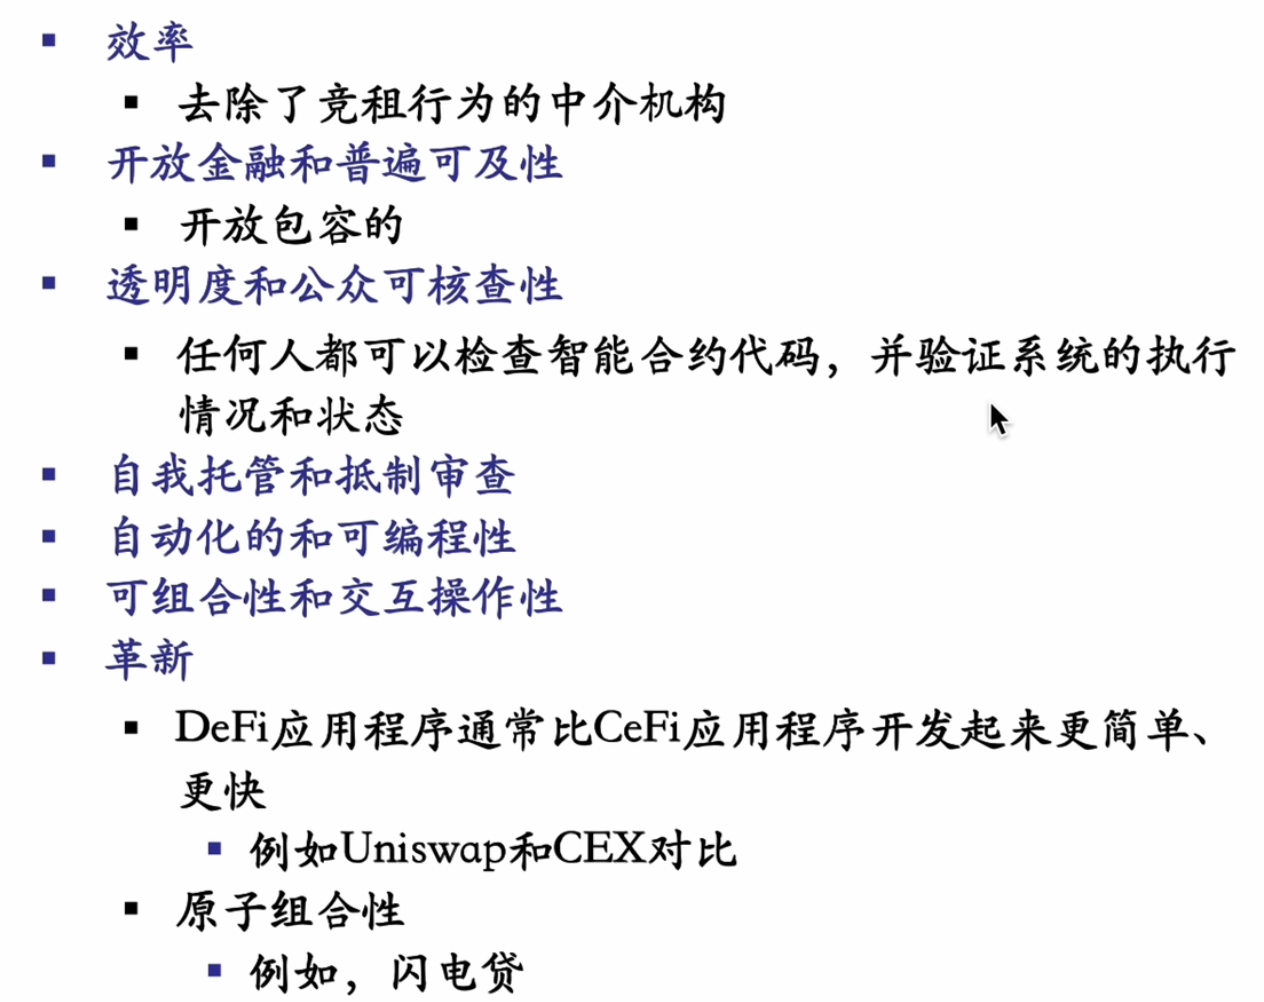 效率
去除了竞租行为的中介机构
开放金融和普遍可及性
开放包容的
透明度和公众可核查性
任何人都可以检查智能合约代码，并验证系统的执行
情况和状态
自我托管和抵制审查
自动化的和可编程性
可组合性和交互操作性
革新
DeFi应用程序通常比CeFi应用程序开发起来更简单、
更快
例如Uniswap和CEX对比
原子组合性
例如，闪电贷